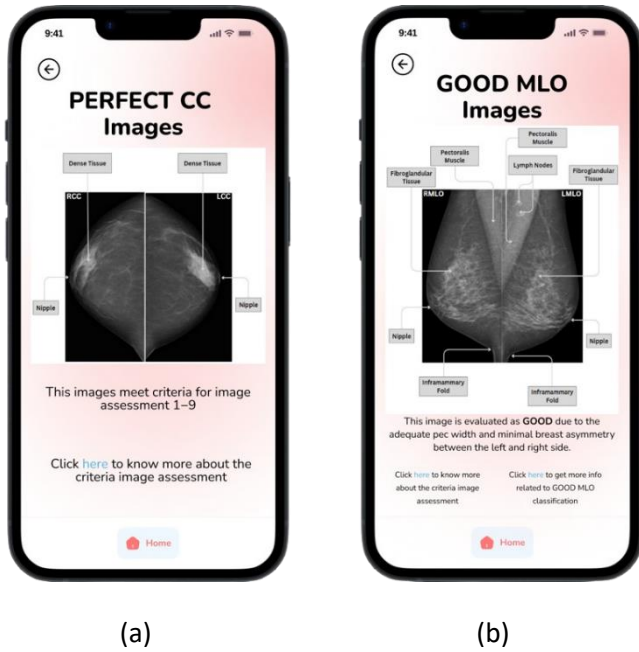 9:41
PERFECT CC
Images
Dense Tissue
Dense Tissue
RCC
LCC
Nipple
Nipple
This images meet criteria for image
assessment 1–9
Click here to know more about the
criteria image assessment
Home
(a)
9:41
GOOD MLO
Images
Pectoralis
Muscle
Pectoralis
Muscle
Lymph Nodes
Fibroglandular
Tissue
Fibroglandular
Tissue
RMLO
LMLO
Nipple
Nipple
Inframammary
Fold
Inframammary
Fold
This image is evaluated as GOOD due to the
adequate pec width and minimal breast asymmetry
between the left and right side.
Click here to know more
about the criteria image
assessment
Click here to get more info
related to GOOD MLO
classification
Home
(b)